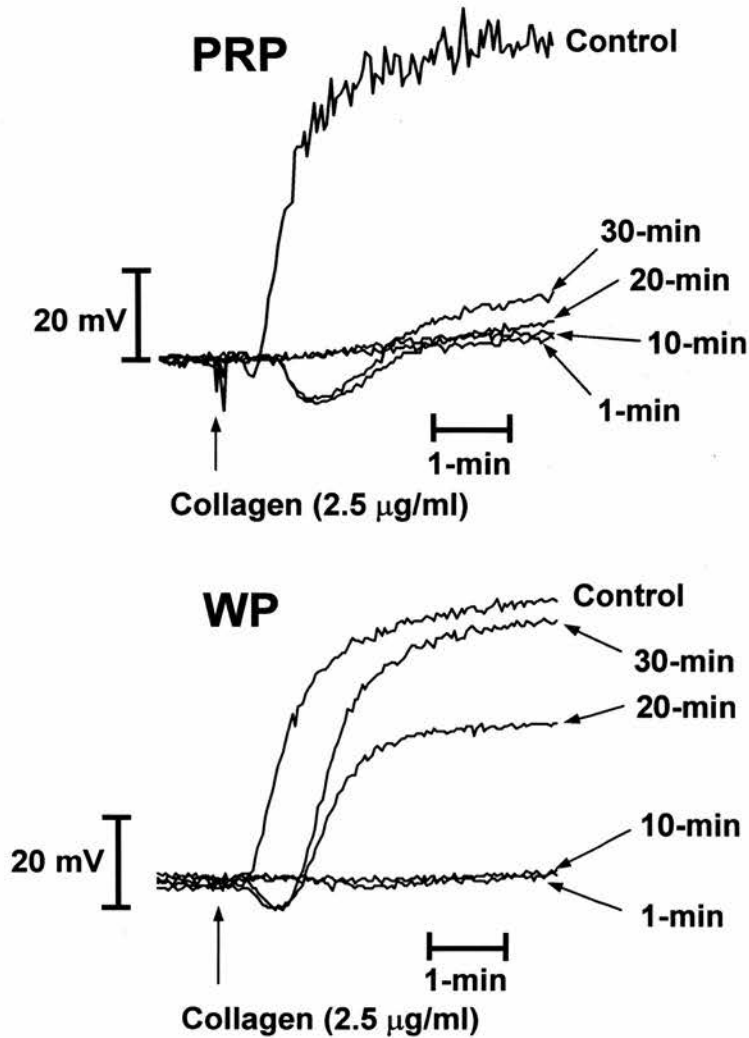 PRP
Control
30-min
20-min
20 mV
10-min
1-min
1-min
Collagen (2.5 μg/ml)
WP
Control
30-min
20-min
20 mV
10-min
1-min
1-min
Collagen (2.5 μg/ml)